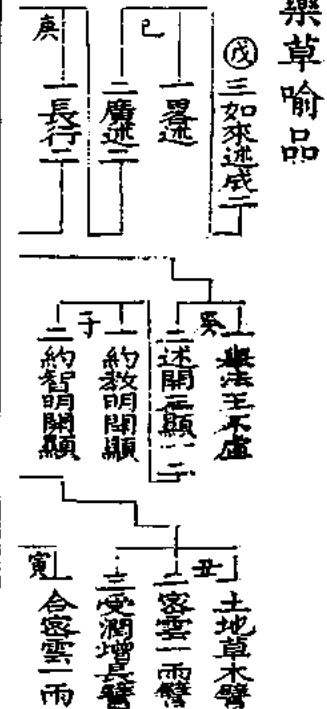 藥草喻品
戊 三如來述成二
己
一畧述
二廣述二
庚
一長行二
癸
一舉法王不虛
二述開三顯一二
子
一約教明開顯
二約智明開顯
丑
一土地草木譬
二密雲一雨譬
三受潤增長譬
寅
一合密雲一雨